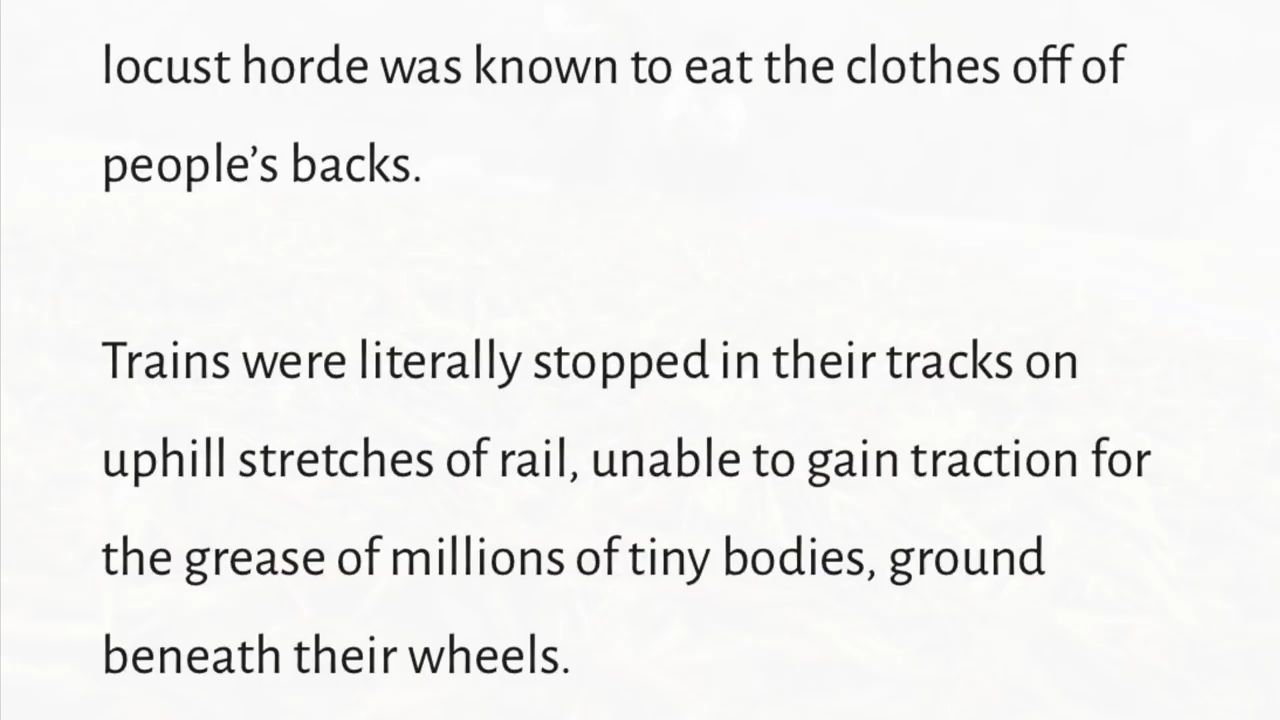 locust horde was known to eat the clothes off of
people’s backs.
Trains were literally stopped in their tracks on
uphill stretches of rail, unable to gain traction for
the grease of millions of tiny bodies, ground
beneath their wheels.